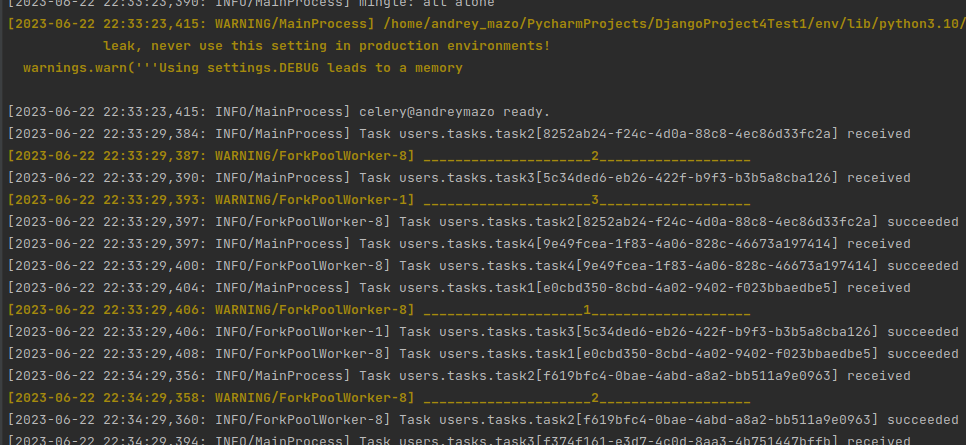 [2023-06-22 22:33:23,390: INFO/MainProcess] mingle: all alone
[2023-06-22 22:33:23,415: WARNING/MainProcess] /home/andrey_mazo/PycharmProjects/DjangoProject4Test1/env/lib/python3.10/
            leak, never use this setting in production environments!
  warnings.warn('''Using settings.DEBUG leads to a memory
[2023-06-22 22:33:23,415: INFO/MainProcess] celery@andreymazo ready.
[2023-06-22 22:33:29,384: INFO/MainProcess] Task users.tasks.task2[8252ab24-f24c-4d0a-88c8-4ec86d33fc2a] received
[2023-06-22 22:33:29,387: WARNING/ForkPoolWorker-8] _____________________2___________________
[2023-06-22 22:33:29,390: INFO/MainProcess] Task users.tasks.task3[5c34ded6-eb26-422f-b9f3-b3b5a8cba126] received
[2023-06-22 22:33:29,393: WARNING/ForkPoolWorker-1] _____________________3___________________
[2023-06-22 22:33:29,397: INFO/ForkPoolWorker-8] Task users.tasks.task2[8252ab24-f24c-4d0a-88c8-4ec86d33fc2a] succeeded
[2023-06-22 22:33:29,397: INFO/MainProcess] Task users.tasks.task4[9e49fcea-1f83-4a06-828c-46673a197414] received
[2023-06-22 22:33:29,400: INFO/ForkPoolWorker-8] Task users.tasks.task4[9e49fcea-1f83-4a06-828c-46673a197414] succeeded
[2023-06-22 22:33:29,404: INFO/MainProcess] Task users.tasks.task1[e0cbd350-8cbd-4a02-9402-f023bbaedbe5] received
[2023-06-22 22:33:29,406: WARNING/ForkPoolWorker-8] ____________________1____________________
[2023-06-22 22:33:29,406: INFO/ForkPoolWorker-1] Task users.tasks.task3[5c34ded6-eb26-422f-b9f3-b3b5a8cba126] succeeded
[2023-06-22 22:33:29,408: INFO/ForkPoolWorker-8] Task users.tasks.task1[e0cbd350-8cbd-4a02-9402-f023bbaedbe5] succeeded
[2023-06-22 22:34:29,356: INFO/MainProcess] Task users.tasks.task2[f619bfc4-0bae-4abd-a8a2-bb511a9e0963] received
[2023-06-22 22:34:29,358: WARNING/ForkPoolWorker-8] _____________________2___________________
[2023-06-22 22:34:29,360: INFO/ForkPoolWorker-8] Task users.tasks.task2[f619bfc4-0bae-4abd-a8a2-bb511a9e0963] succeeded
[2023-06-22 22:34:29,394: INFO/MainProcess] Task users.tasks.task3[f374f161-e3d7-4c0d-8aa3-4b751447bffb] received